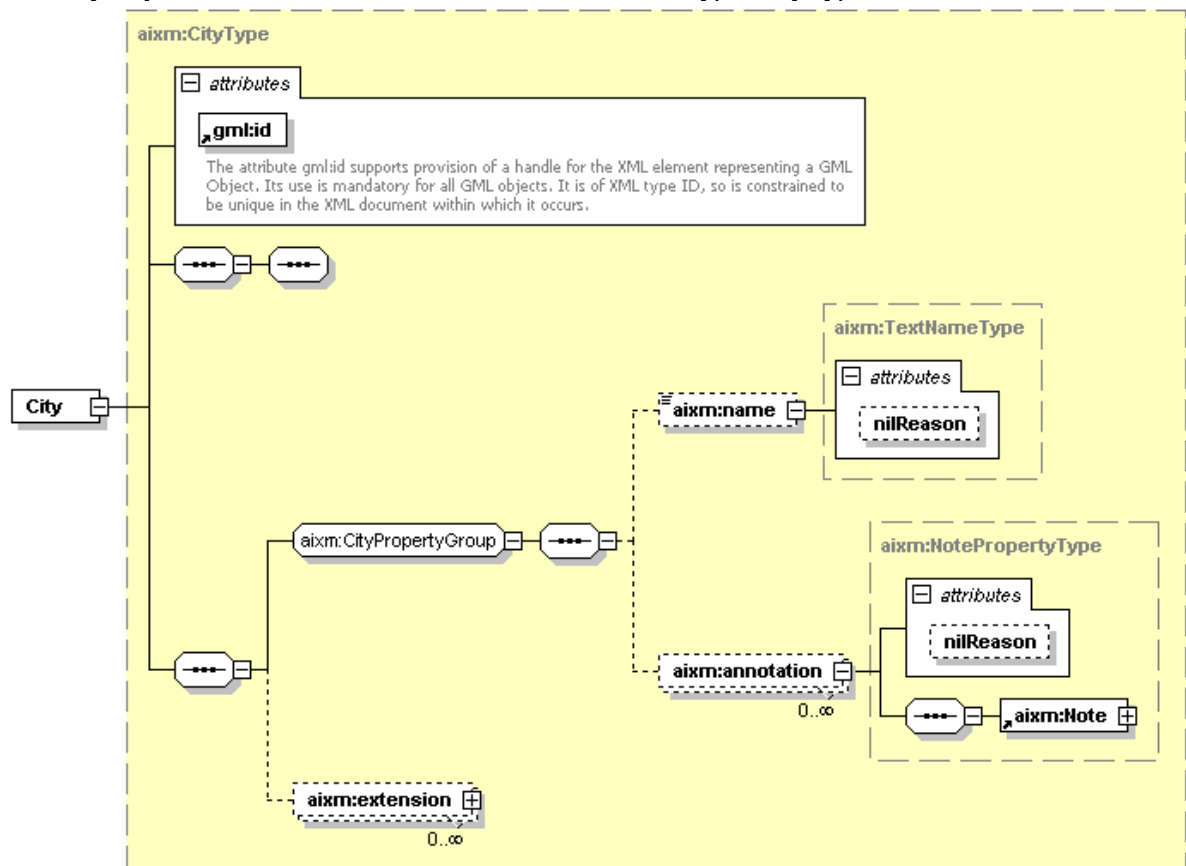 aixm:CityType
attributes
gml:id
The attribute gml:id supports provision of a handle for the XML element representing a GML
Object. Its use is mandatory for all GML objects. It is of XML type ID, so is constrained to
be unique in the XML document within which it occurs.
City
aixm:TextNameType
attributes
aixm:name
nilReason
aixm:CityPropertyGroup
aixm:NotePropertyType
attributes
nilReason
aixm:annotation
0..∞
aixm:Note
aixm:extension
0..∞